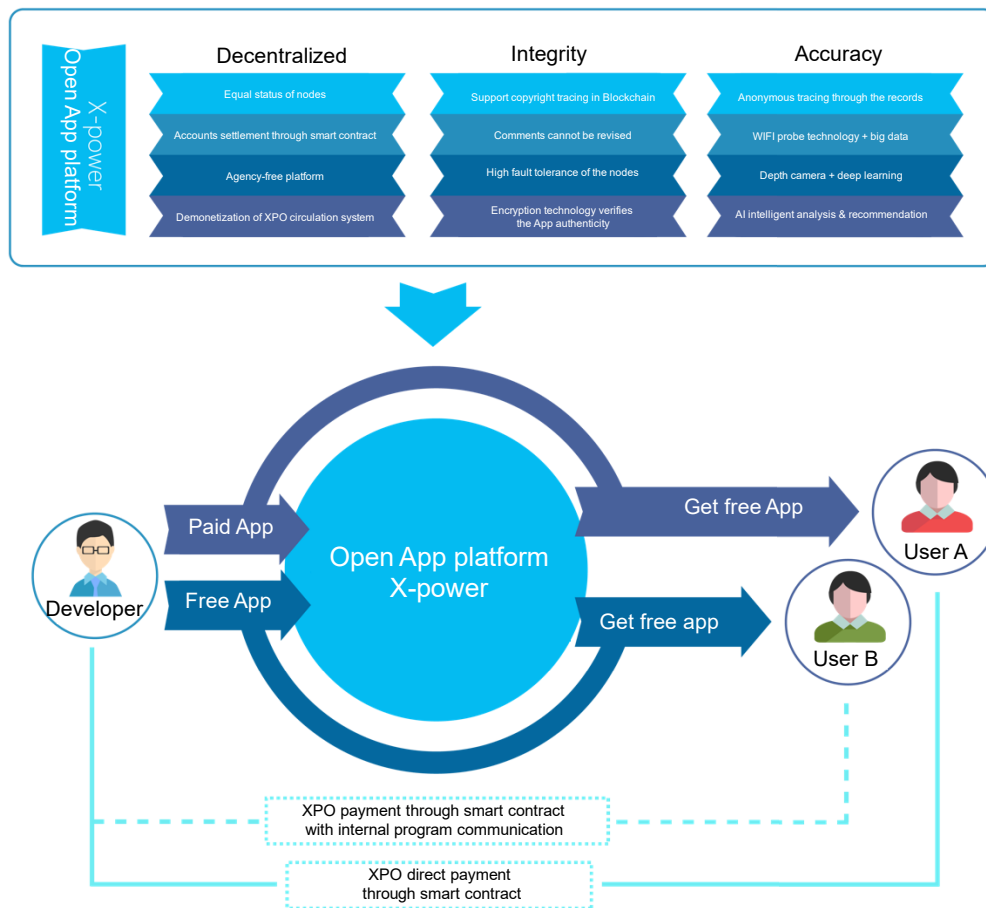 X-power
Open App platform
Decentralized
Equal status of nodes
Accounts settlement through smart contract
Agency-free platform
Demonetization of XPO circulation system
Integrity
Support copyright tracing in Blockchain
Comments cannot be revised
High fault tolerance of the nodes
Encryption technology verifies
the App authenticity
Accuracy
Anonymous tracing through the records
WIFI probe technology + big data
Depth camera + deep learning
AI intelligent analysis & recommendation
Developer
Paid App
Free App
Open App platform
X-power
Get free App
Get free app
User A
User B
XPO payment through smart contract
with internal program communication
XPO direct payment
through smart contract